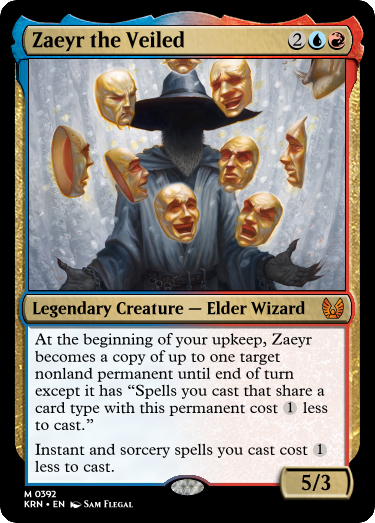 Zaeyr the Veiled 2
Legendary Creature — Elder Wizard
At the beginning of your upkeep, Zaeyr
becomes a copy of up to one target
nonland permanent until end of turn
except it has “Spells you cast that share a
card type with this permanent cost 1 less
to cast.”
Instant and sorcery spells you cast cost 1
less to cast.
5/3
M 0392
KRN • EN SAM FLEGAL